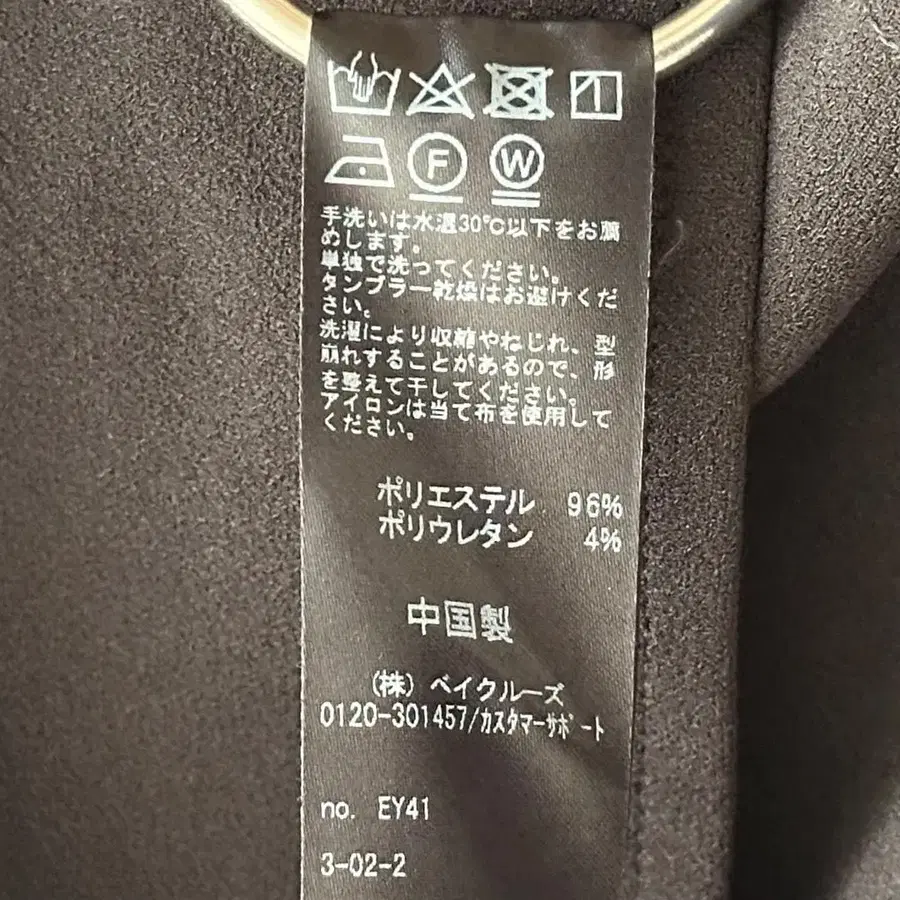 F W
手洗いは水温30℃以下をお薦
めします。
単独で洗ってください。
タンブラー乾燥はお避けくだ
さい。
洗濯により収縮やねじれ、型
崩れすることがあるので、形
を整えて干してください。
アイロンは当て布を使用して
ください。
ポリエステル 96%
ポリウレタン 4%
中国製
(株) ベイクルーズ
0120-301457/ｶｽﾀﾏｰｻﾎﾟｰﾄ
no. EY41
3-02-2